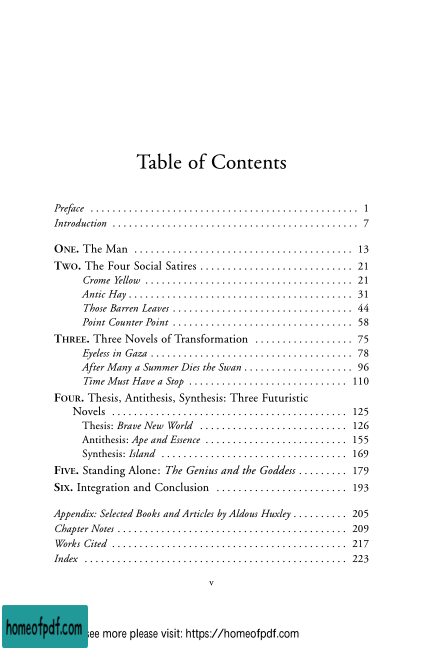 Table of Contents
Preface . . . . . . . . . . . . . . . . . . . . . . . . . . . . . . . . . . . . . . . . . . . . . . . . 1
Introduction . . . . . . . . . . . . . . . . . . . . . . . . . . . . . . . . . . . . . . . . . . . . 7
ONE. The Man . . . . . . . . . . . . . . . . . . . . . . . . . . . . . . . . . . . . . . . 13
TWO. The Four Social Satires . . . . . . . . . . . . . . . . . . . . . . . . . . . 21
Crome Yellow . . . . . . . . . . . . . . . . . . . . . . . . . . . . . . . . . . . . . 21
Antic Hay . . . . . . . . . . . . . . . . . . . . . . . . . . . . . . . . . . . . . . . . 31
Those Barren Leaves . . . . . . . . . . . . . . . . . . . . . . . . . . . . . . . . 44
Point Counter Point . . . . . . . . . . . . . . . . . . . . . . . . . . . . . . . . 58
THREE. Three Novels of Transformation . . . . . . . . . . . . . . . . . 75
Eyeless in Gaza . . . . . . . . . . . . . . . . . . . . . . . . . . . . . . . . . . . . 78
After Many a Summer Dies the Swan . . . . . . . . . . . . . . . . . . . 96
Time Must Have a Stop . . . . . . . . . . . . . . . . . . . . . . . . . . . . 110
FOUR. Thesis, Antithesis, Synthesis: Three Futuristic
Novels . . . . . . . . . . . . . . . . . . . . . . . . . . . . . . . . . . . . . . . . . 125
Thesis: Brave New World . . . . . . . . . . . . . . . . . . . . . . . . . . 126
Antithesis: Ape and Essence . . . . . . . . . . . . . . . . . . . . . . . . . 155
Synthesis: Island . . . . . . . . . . . . . . . . . . . . . . . . . . . . . . . . . 169
FIVE. Standing Alone: The Genius and the Goddess . . . . . . . . . 179
SIX. Integration and Conclusion . . . . . . . . . . . . . . . . . . . . . . . 193
Appendix: Selected Books and Articles by Aldous Huxley . . . . . . . . . . 205
Chapter Notes . . . . . . . . . . . . . . . . . . . . . . . . . . . . . . . . . . . . . . . . . 209
Works Cited . . . . . . . . . . . . . . . . . . . . . . . . . . . . . . . . . . . . . . . . . . 217
Index . . . . . . . . . . . . . . . . . . . . . . . . . . . . . . . . . . . . . . . . . . . . . . . 223
v
homeofpdf.com see more please visit: https://homeofpdf.com